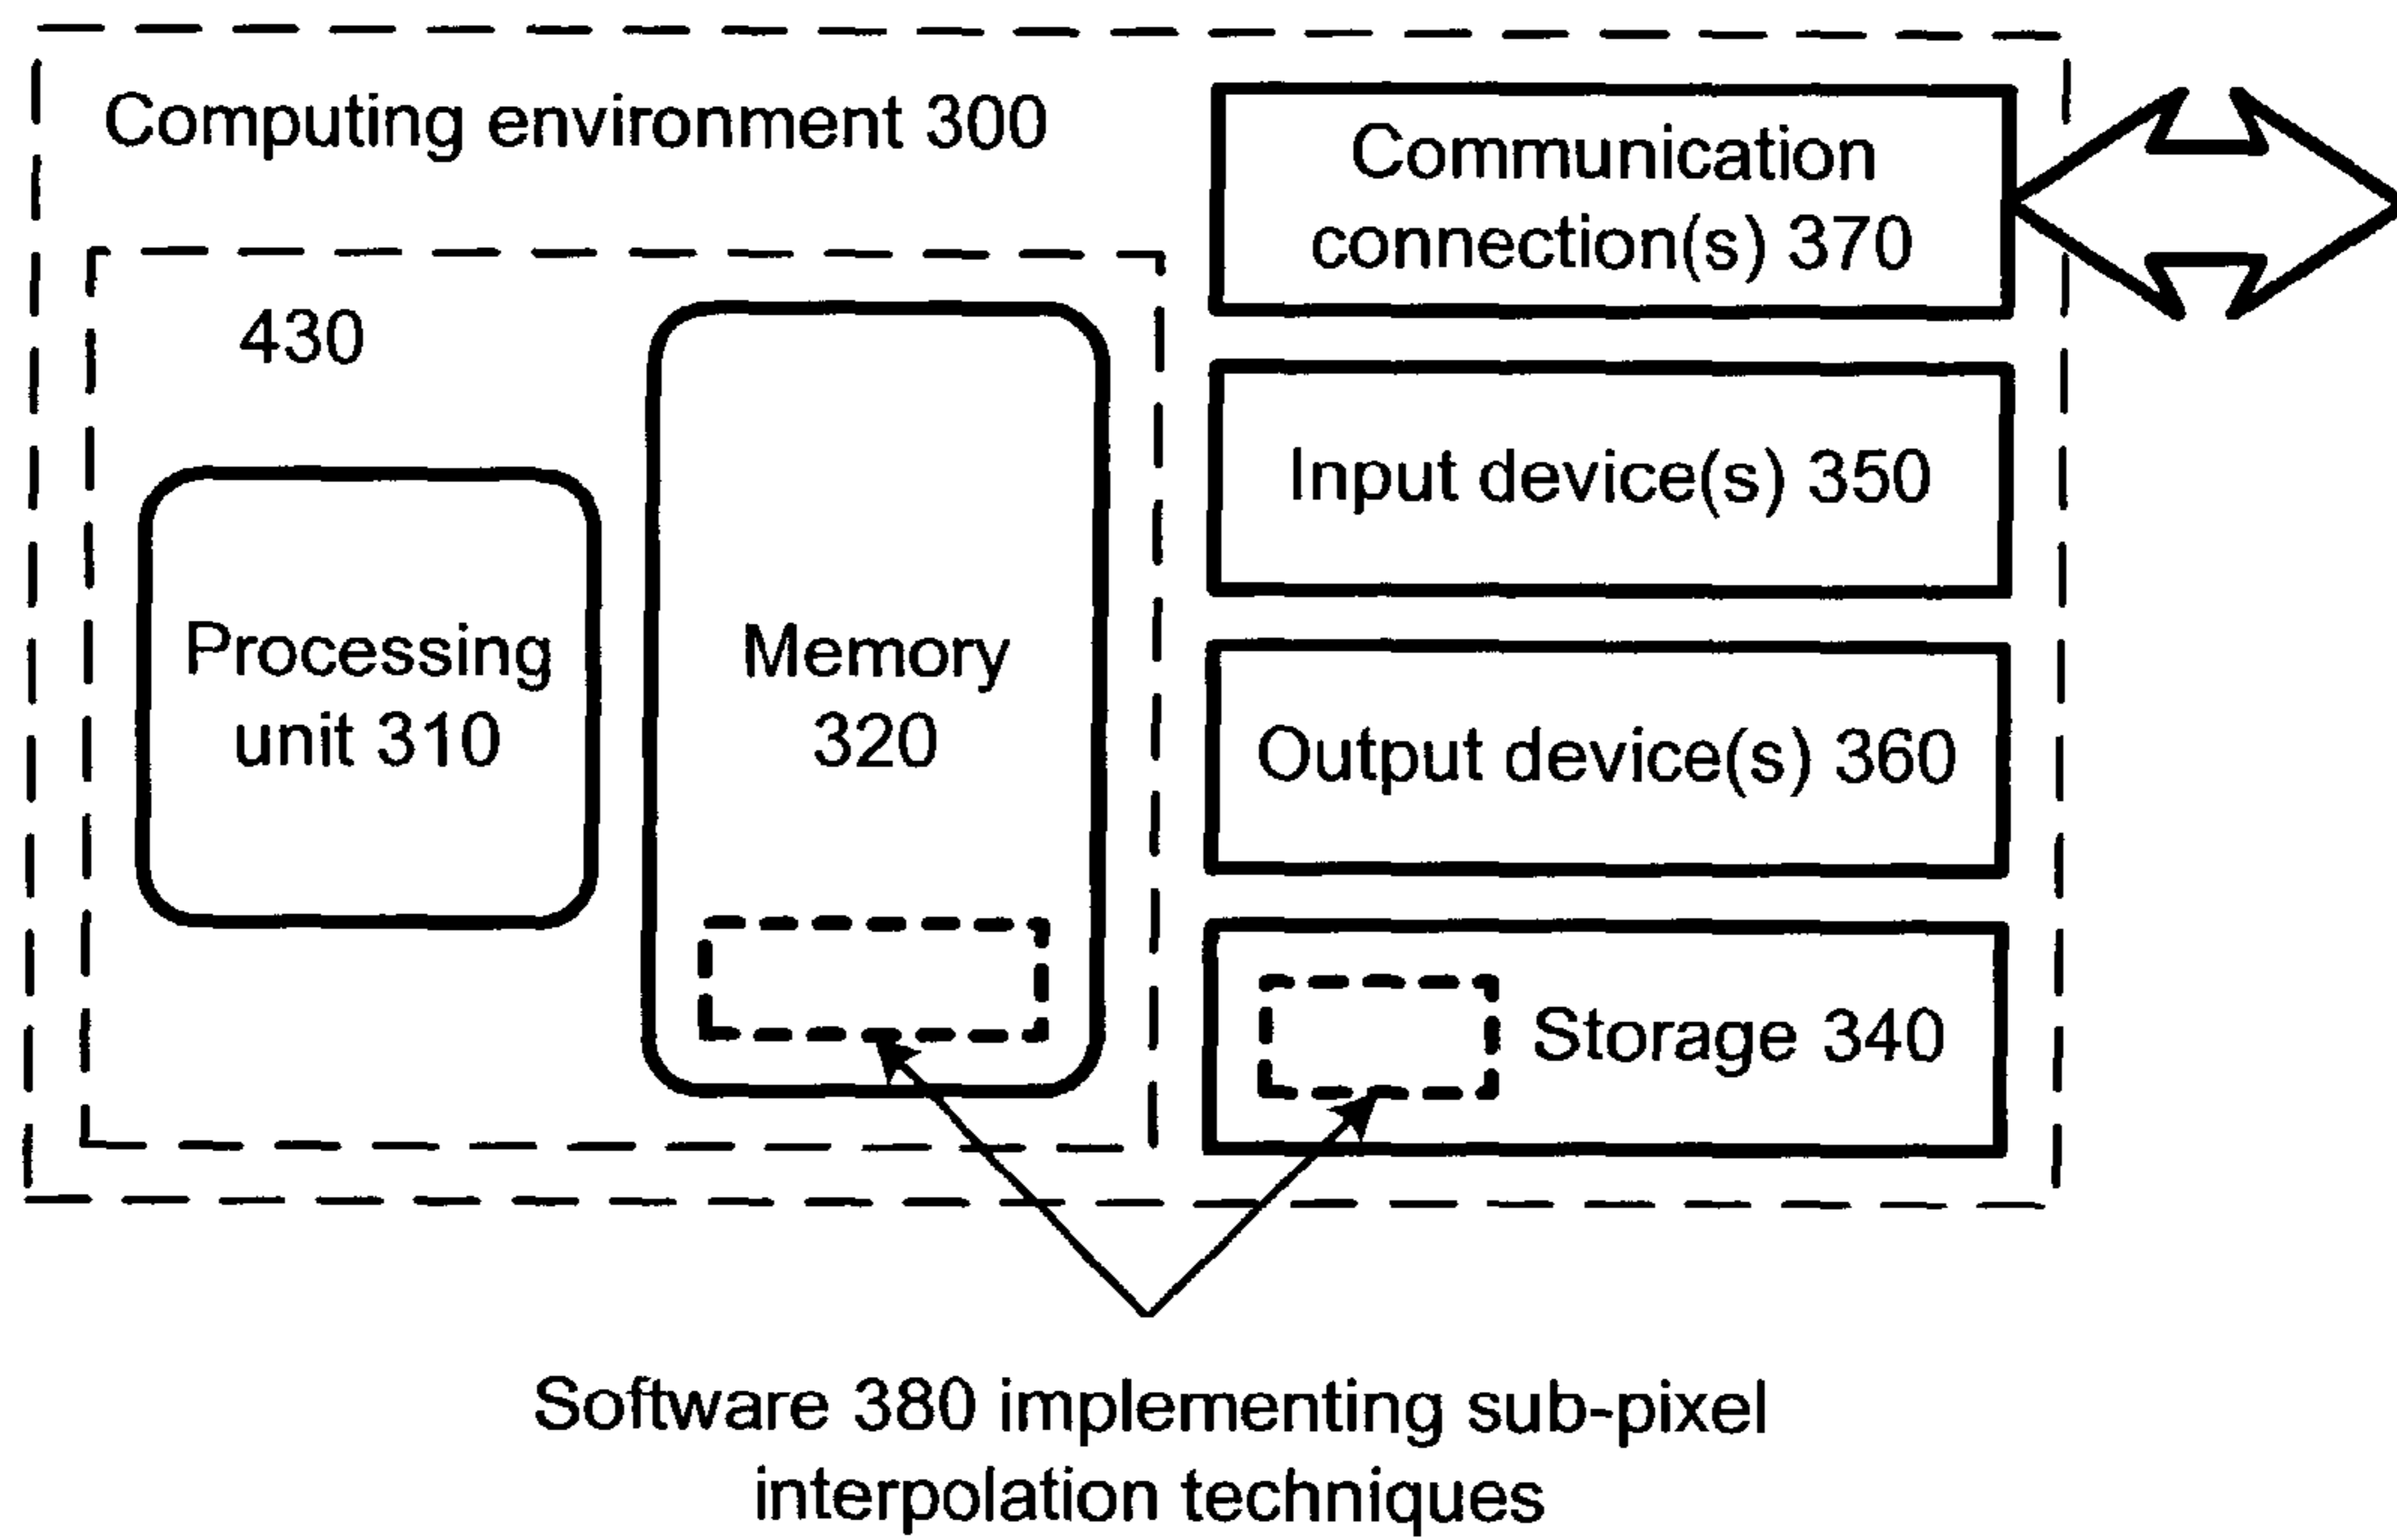 Computing environment 300
Communication
connection(s) 370
430
Input device(s) 350
Processing
unit 310
Memory
320
Output device(s) 360
Storage 340
Software 380 implementing sub-pixel
interpolation techniques